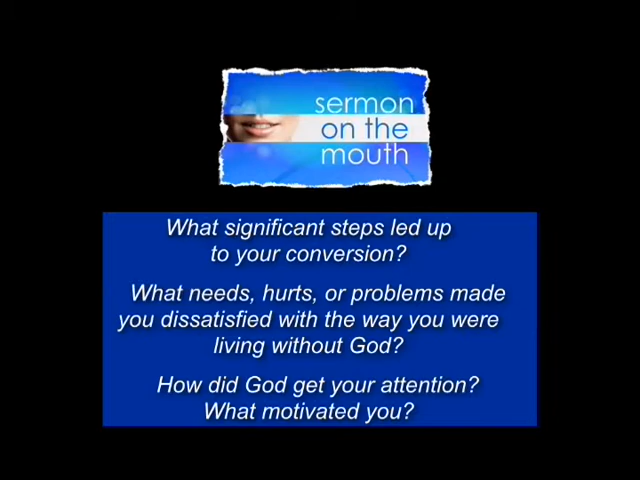 sermon
on the
mouth
What significant steps led up
to your conversion?
What needs, hurts, or problems made
you dissatisfied with the way you were
living without God?
How did God get your attention?
What motivated you?